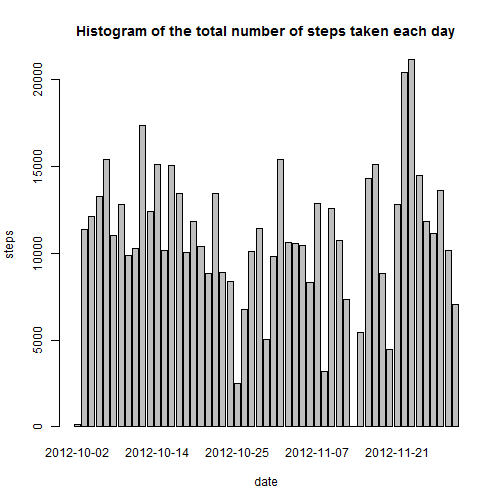 Histogram of the total number of steps taken each day
20000
15000
10000
5000
0
steps
2012-10-02 2012-10-14 2012-10-25 2012-11-07 2012-11-21
date